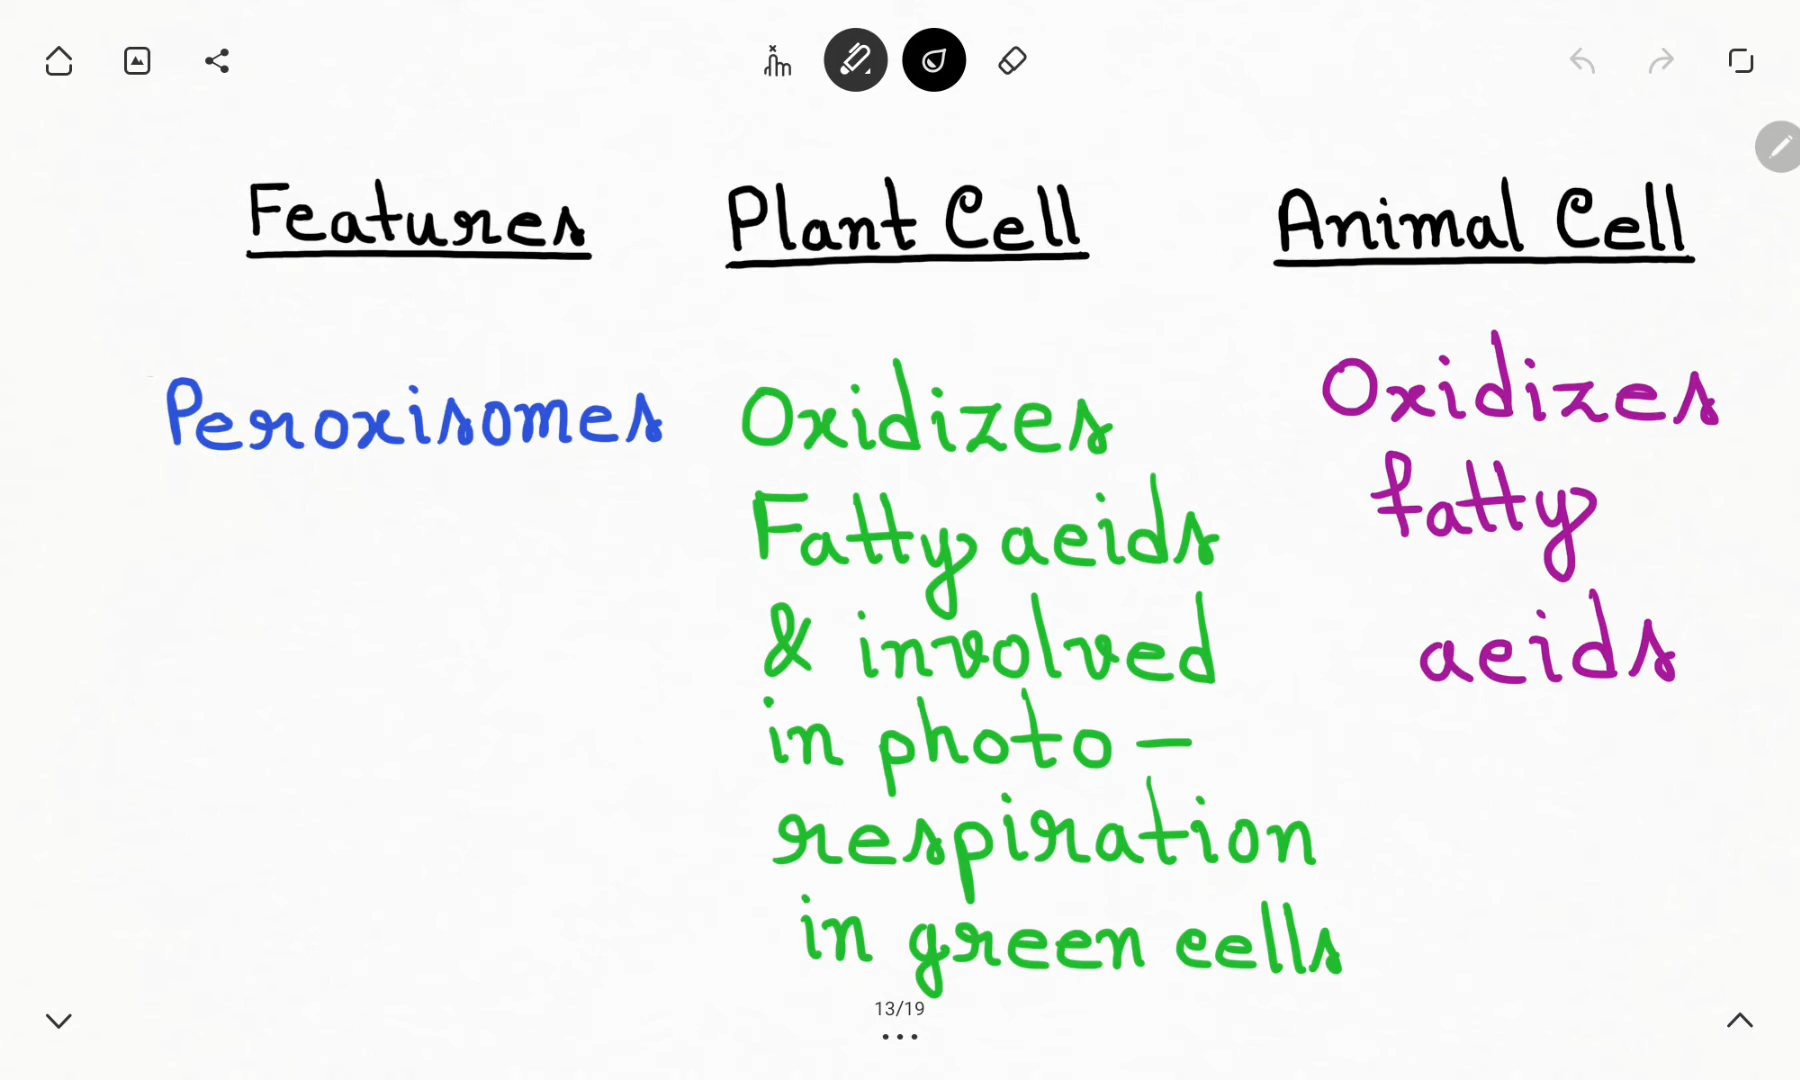 Features Plant Cell Animal Cell
Peroxisomes Oxidizes Oxidizes
Fatty acids fatty
& involved acids
in photo-
respiration
in green cells
13/19